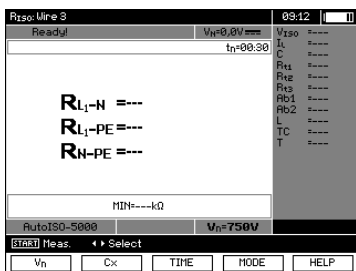 RISO: Wire 3 09:12
Ready! VN=0,0V
tn=00:30
VISO =---
IL =---
C =---
Rt1 =---
Rt2 =---
Rt3 =---
Ab1 =---
Ab2 =---
L =---
TC =---
T =---
RL1-N =---
RL1-PE =---
RN-PE =---
MIN=---kΩ
AutoISO-5000 Vn=750V
START Meas. Select
Vn Cx TIME MODE HELP